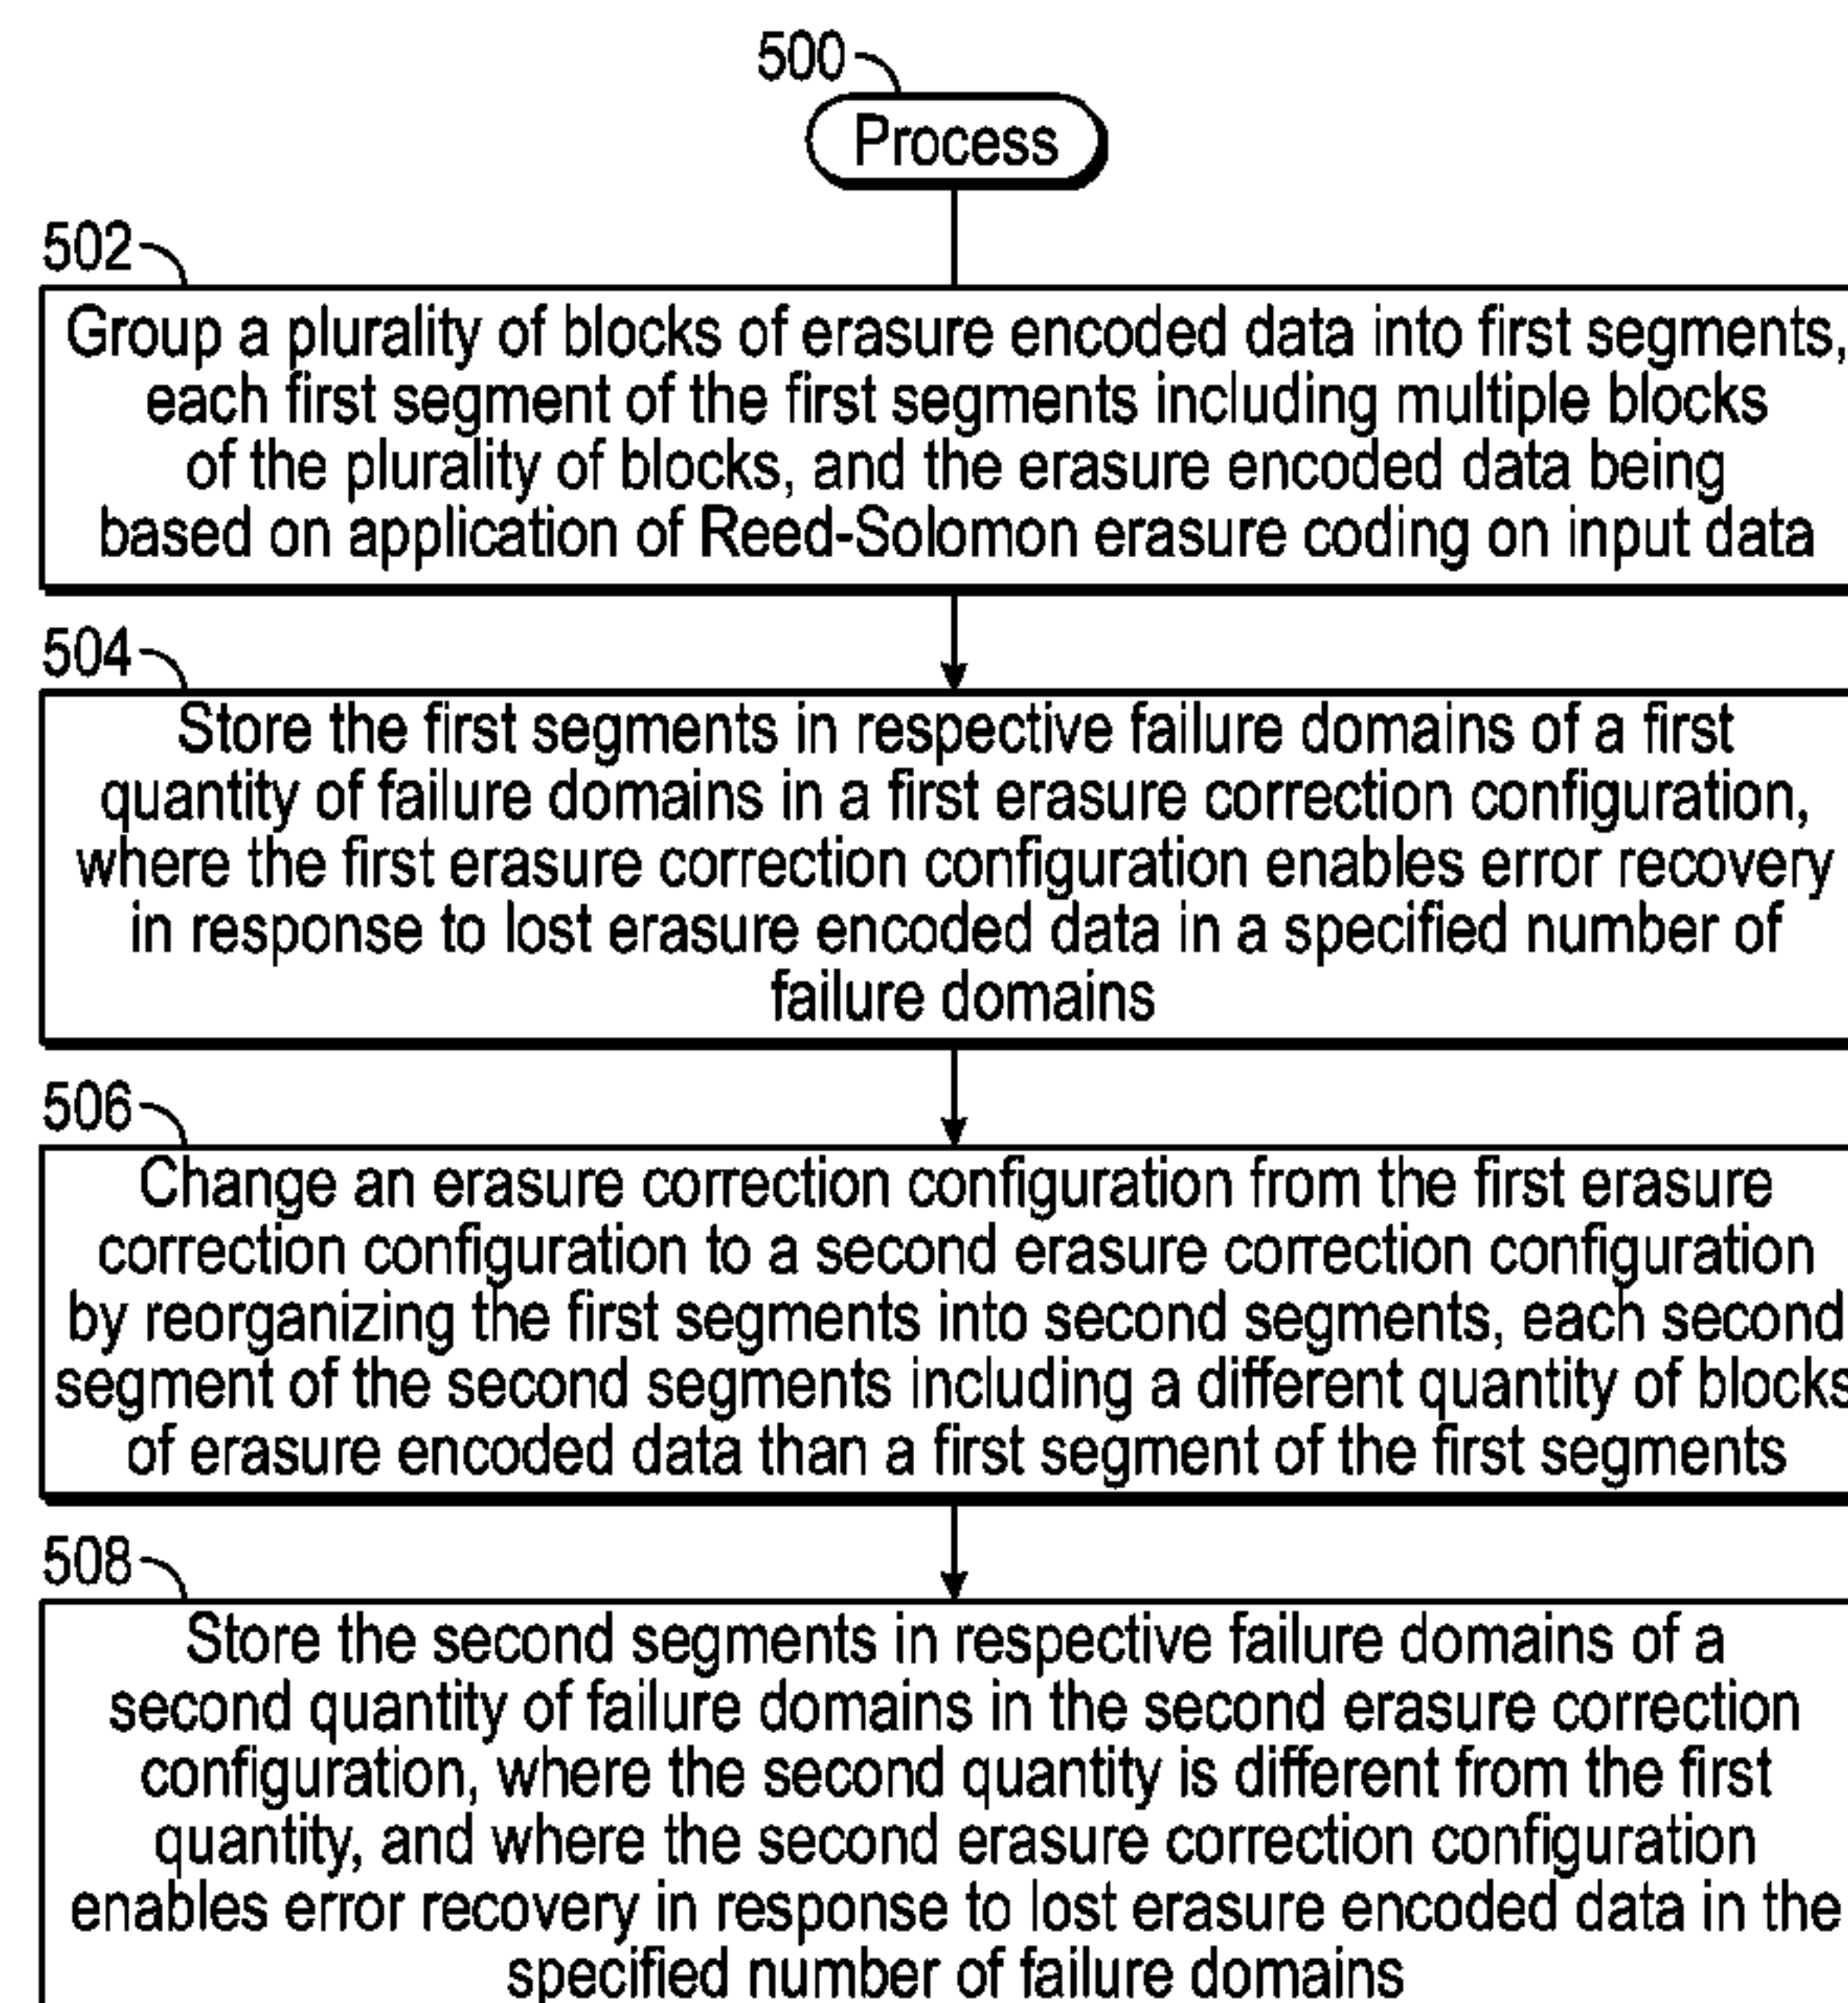 500
Process
502
Group a plurality of blocks of erasure encoded data into first segments,
each first segment of the first segments including multiple blocks
of the plurality of blocks, and the erasure encoded data being
based on application of Reed-Solomon erasure coding on input data
504
Store the first segments in respective failure domains of a first
quantity of failure domains in a first erasure correction configuration,
where the first erasure correction configuration enables error recovery
in response to lost erasure encoded data in a specified number of
failure domains
506
Change an erasure correction configuration from the first erasure
correction configuration to a second erasure correction configuration
by reorganizing the first segments into second segments, each second
segment of the second segments including a different quantity of blocks
of erasure encoded data than a first segment of the first segments
508
Store the second segments in respective failure domains of a
second quantity of failure domains in the second erasure correction
configuration, where the second quantity is different from the first
quantity, and where the second erasure correction configuration
enables error recovery in response to lost erasure encoded data in the
specified number of failure domains